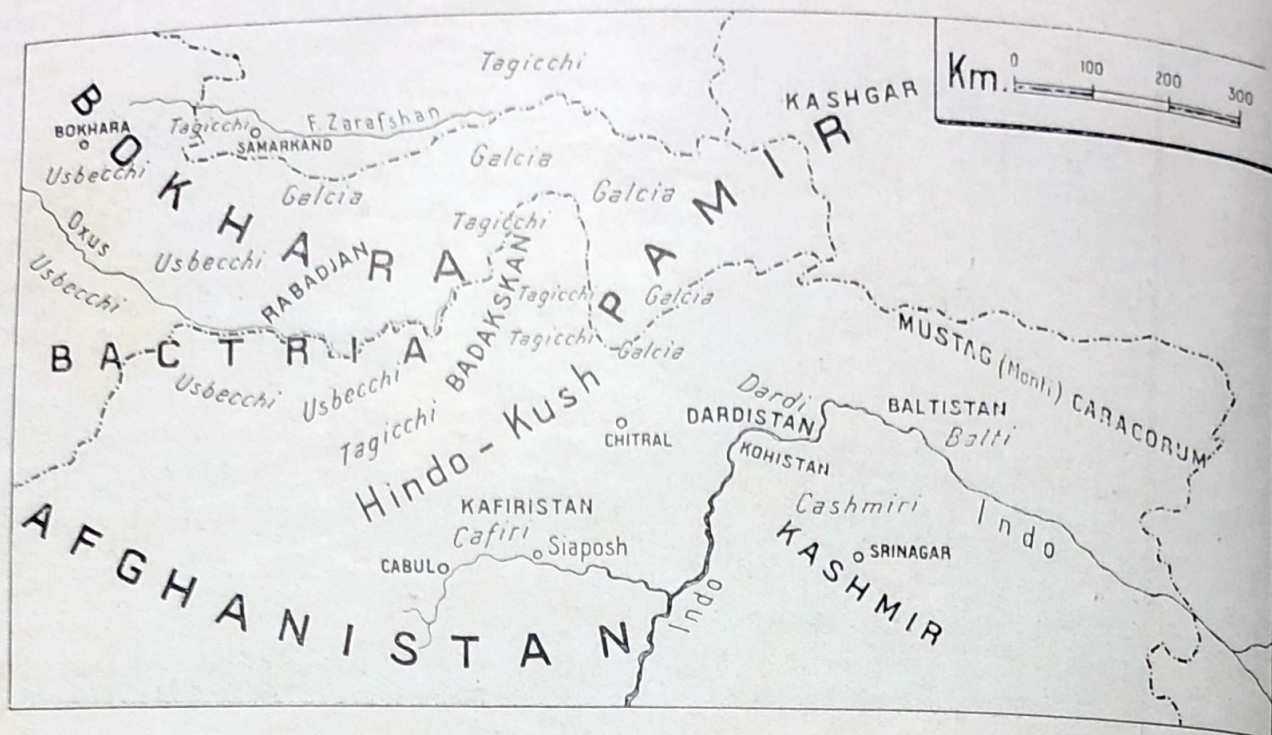 Tagicchi
KASHGAR
Km. 0 100 200 300
BOKHARA
BOKHARA
Tagicchi
SAMARKAND
F. Zarafshan
Usbecchi
Galcia
Galcia
Galcia
PAMIR
Oxus
Usbecchi
Usbecchi
RABADJAN
Tagicchi
BADAKSKAN
Tagicchi
Galcia
Tagicchi
Galcia
BACTRIA
Usbecchi
Usbecchi
Tagicchi
Hindo-Kush
MUSTAG (Monti) CARACORUM
CHITRAL
Dardi
DARDISTAN
BALTISTAN
Balti
KOHISTAN
KAFIRISTAN
Cafiri
Siaposh
CABUL
Cashmiri
KASHMIR
SRINAGAR
Indo
Indo
AFGHANISTAN